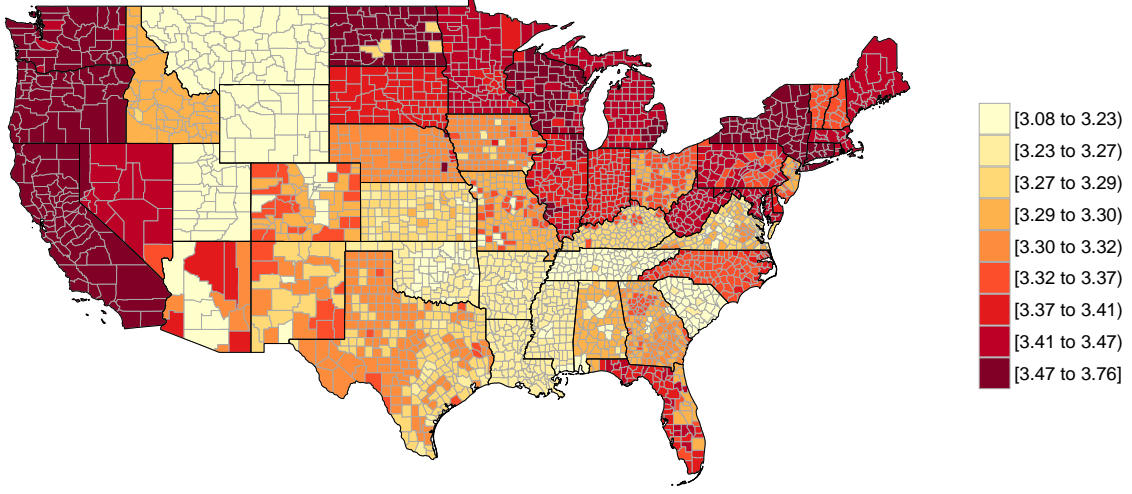 [3.08 to 3.23)
[3.23 to 3.27)
[3.27 to 3.29)
[3.29 to 3.30)
[3.30 to 3.32)
[3.32 to 3.37)
[3.37 to 3.41)
[3.41 to 3.47)
[3.47 to 3.76]